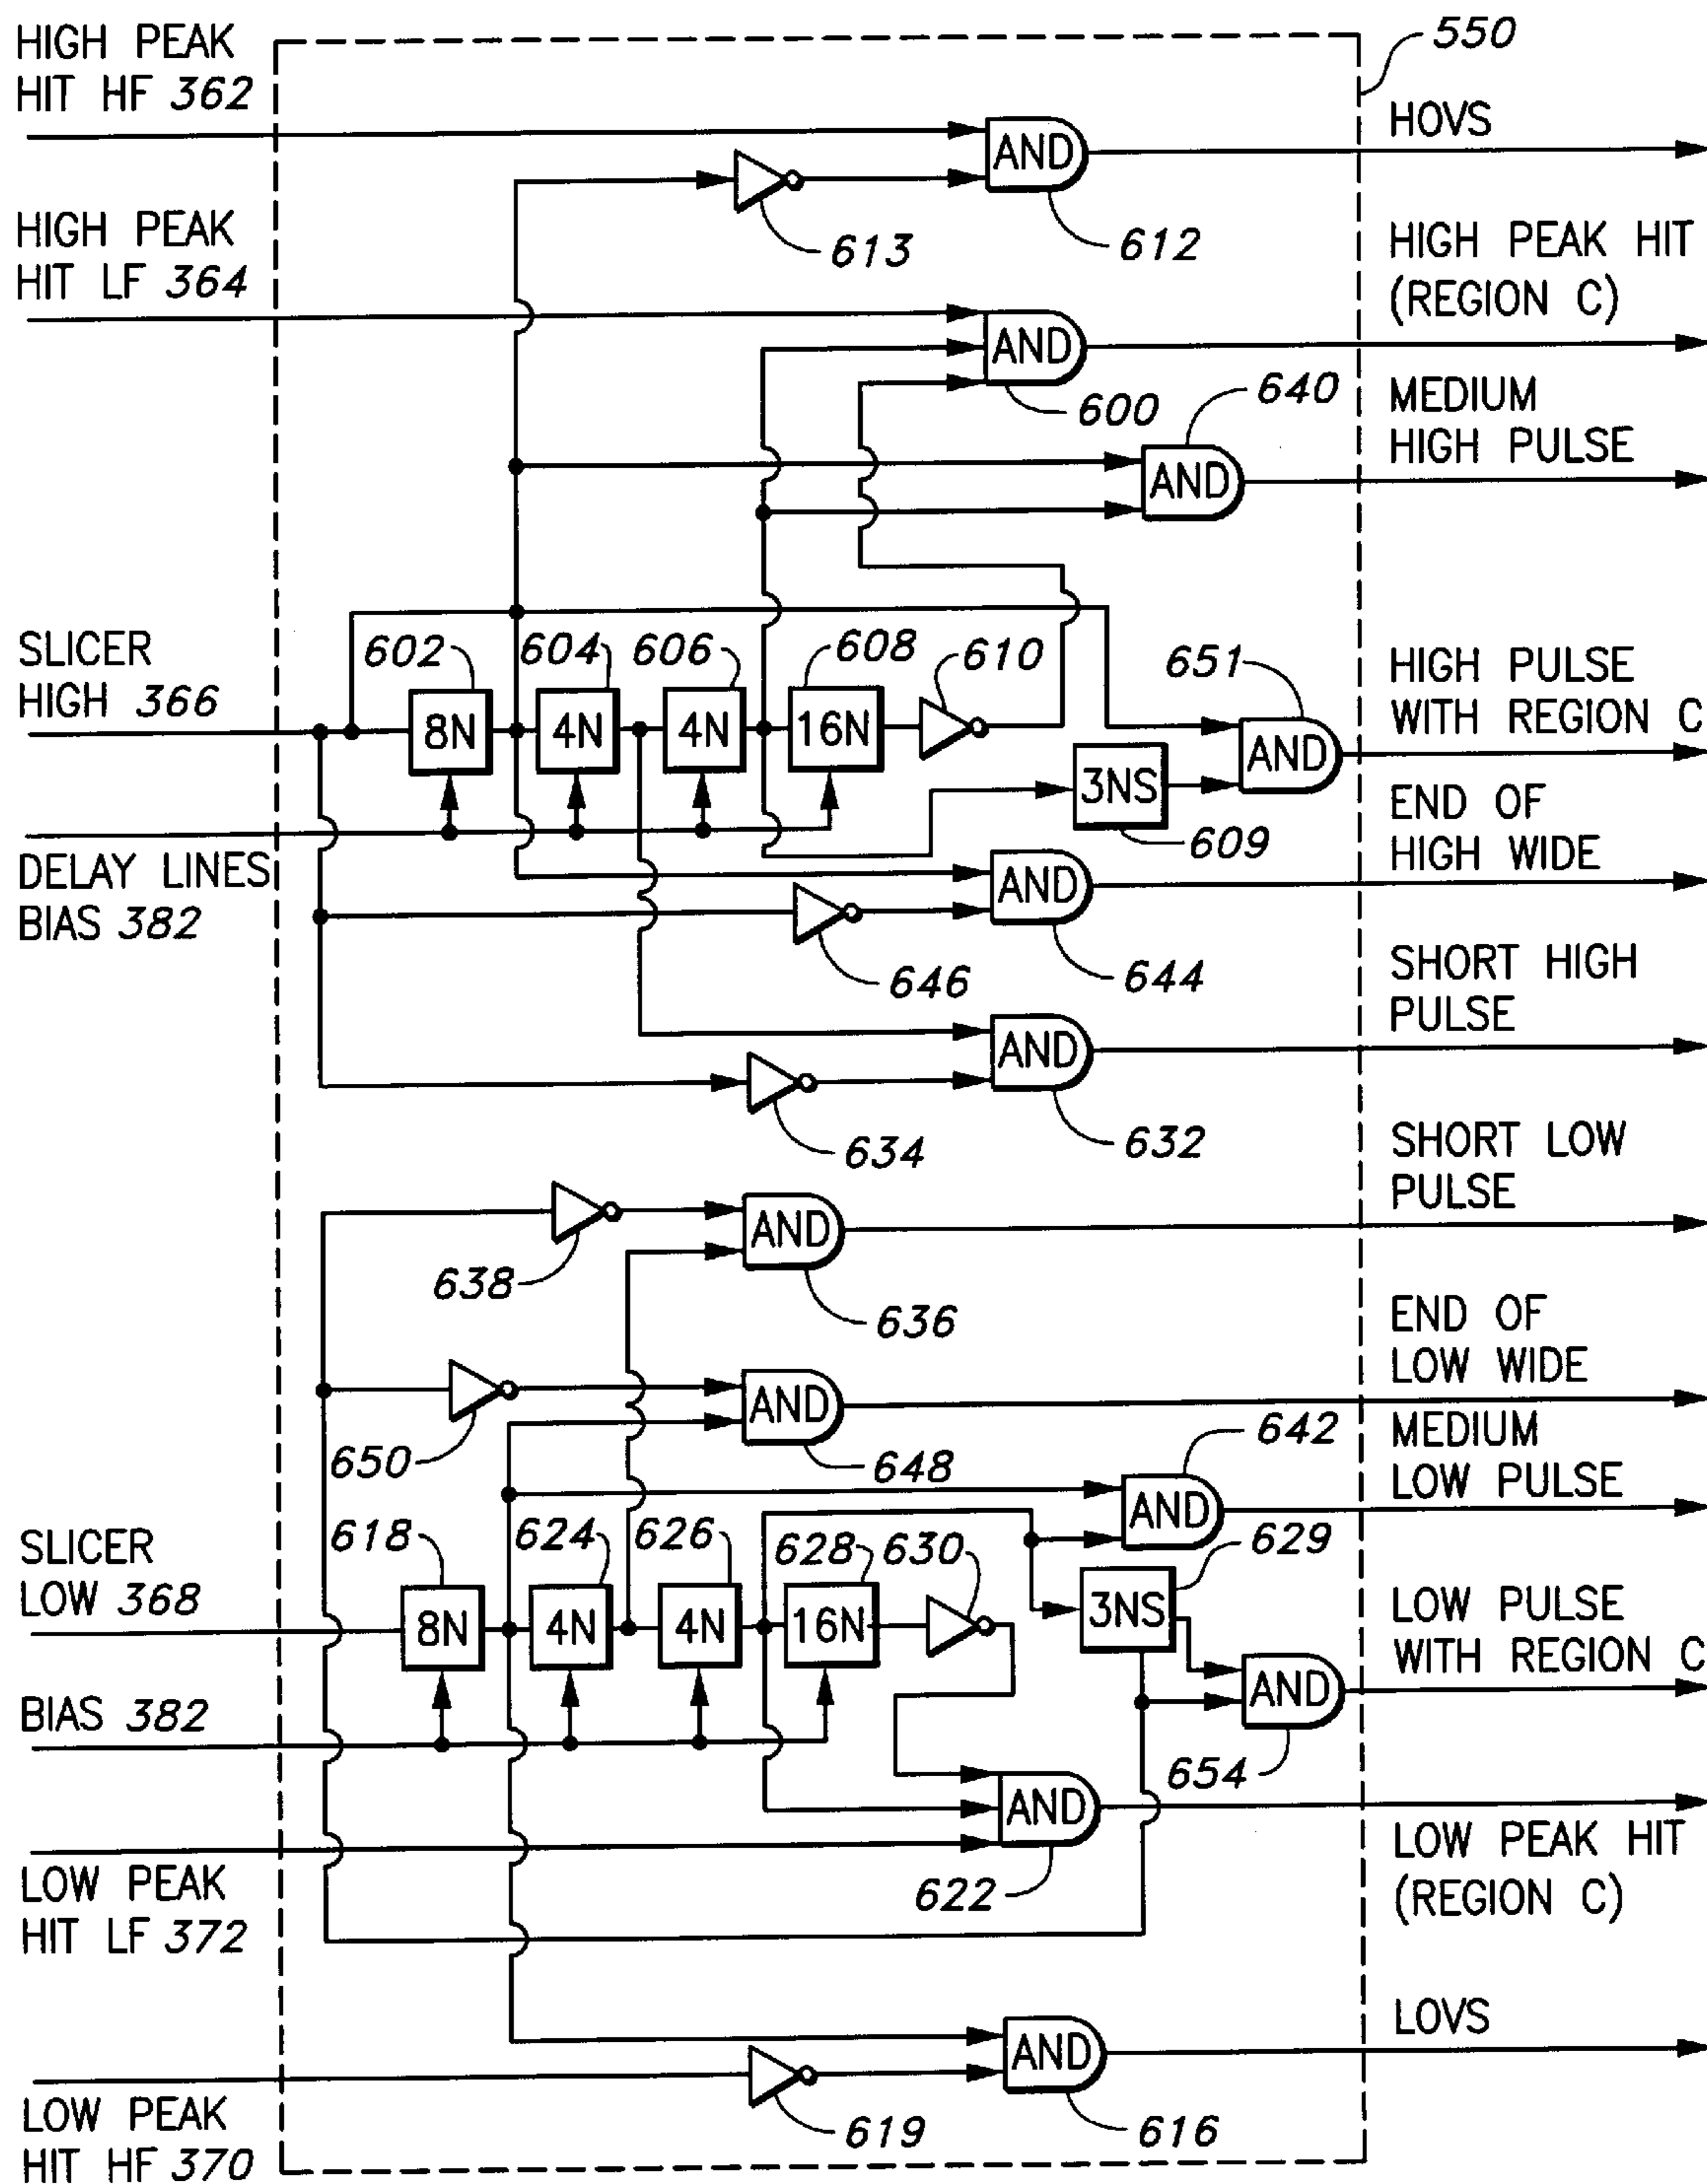 HIGH PEAK
HIT HF 362
550
HOVS
AND
613
612
HIGH PEAK
HIT LF 364
HIGH PEAK HIT
(REGION C)
AND
600
640
MEDIUM
HIGH PULSE
AND
SLICER
HIGH 366
602
604
606
608
610
651
HIGH PULSE
WITH REGION C
8N
4N
4N
16N
AND
3NS
609
DELAY LINES
BIAS 382
END OF
HIGH WIDE
AND
646
644
SHORT HIGH
PULSE
AND
634
632
SHORT LOW
PULSE
AND
638
636
END OF
LOW WIDE
AND
650
648
642
MEDIUM
LOW PULSE
AND
SLICER
LOW 368
618
624
626
628
630
629
8N
4N
4N
16N
3NS
LOW PULSE
WITH REGION C
AND
654
BIAS 382
AND
622
LOW PEAK HIT
(REGION C)
LOW PEAK
HIT LF 372
LOVS
AND
619
616
LOW PEAK
HIT HF 370